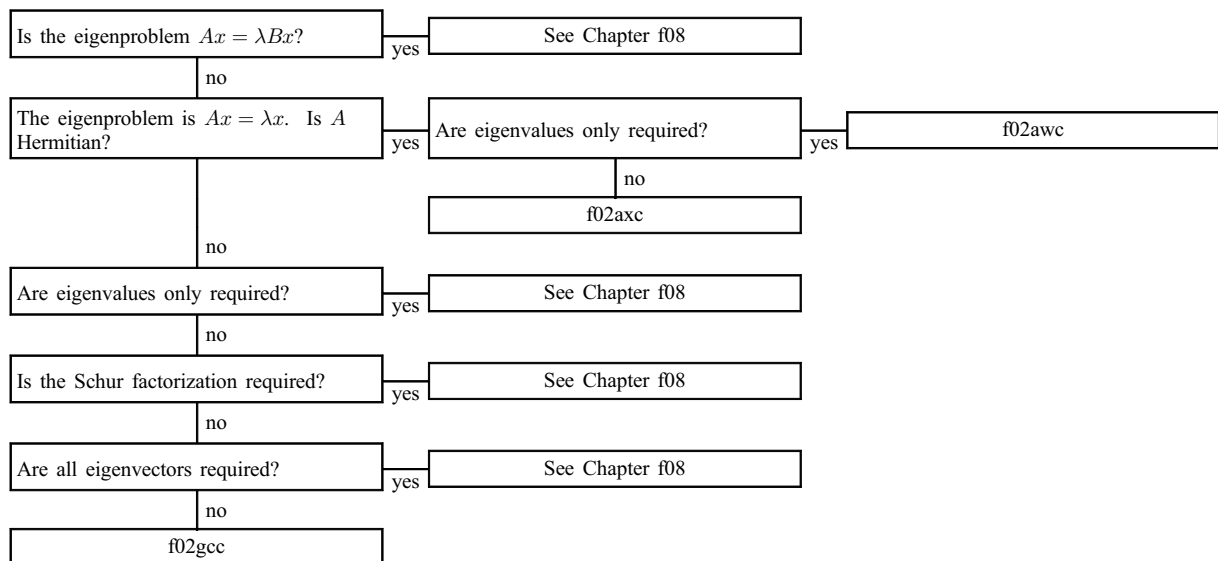 Is the eigenproblem Ax = λBx?
yes
See Chapter f08
no
The eigenproblem is Ax = λx. Is A
Hermitian?
yes
Are eigenvalues only required?
yes
f02awc
no
f02axc
no
Are eigenvalues only required?
yes
See Chapter f08
no
Is the Schur factorization required?
yes
See Chapter f08
no
Are all eigenvectors required?
yes
See Chapter f08
no
f02gcc